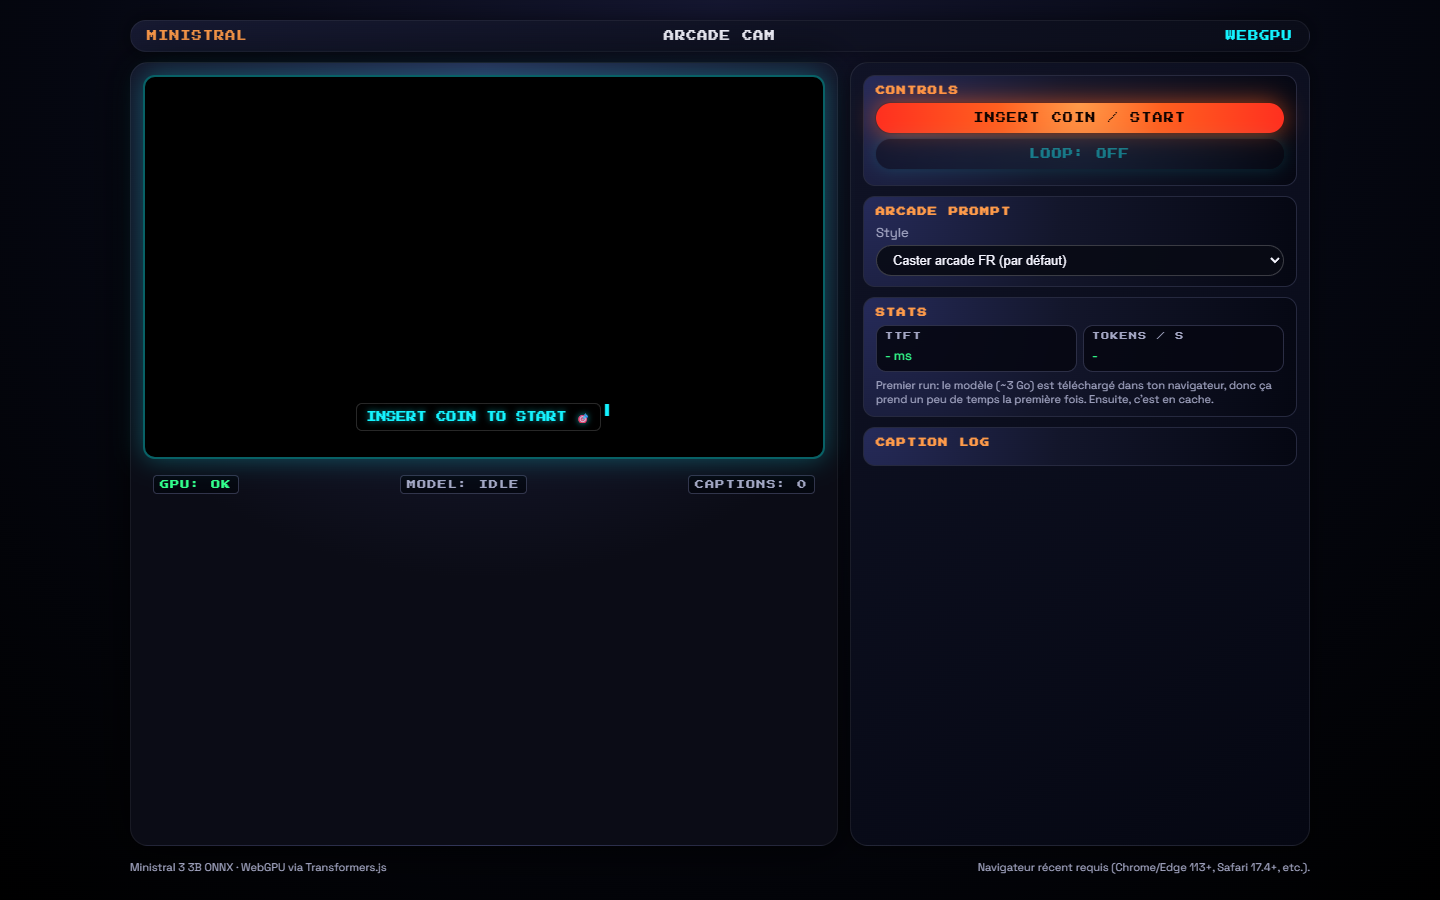 MINISTRAL
ARCADE CAM
WEBGPU
INSERT COIN TO START 🎯
GPU: OK
MODEL: IDLE
CAPTIONS: 0
CONTROLS
INSERT COIN / START
LOOP: OFF
ARCADE PROMPT
Style
Caster arcade FR (par défaut)
STATS
TTFT
- ms
TOKENS / S
-
Premier run: le modèle (~3 Go) est téléchargé dans ton navigateur, donc ça
prend un peu de temps la première fois. Ensuite, c'est en cache.
CAPTION LOG
Ministral 3 3B ONNX · WebGPU via Transformers.js
Navigateur récent requis (Chrome/Edge 113+, Safari 17.4+, etc.).